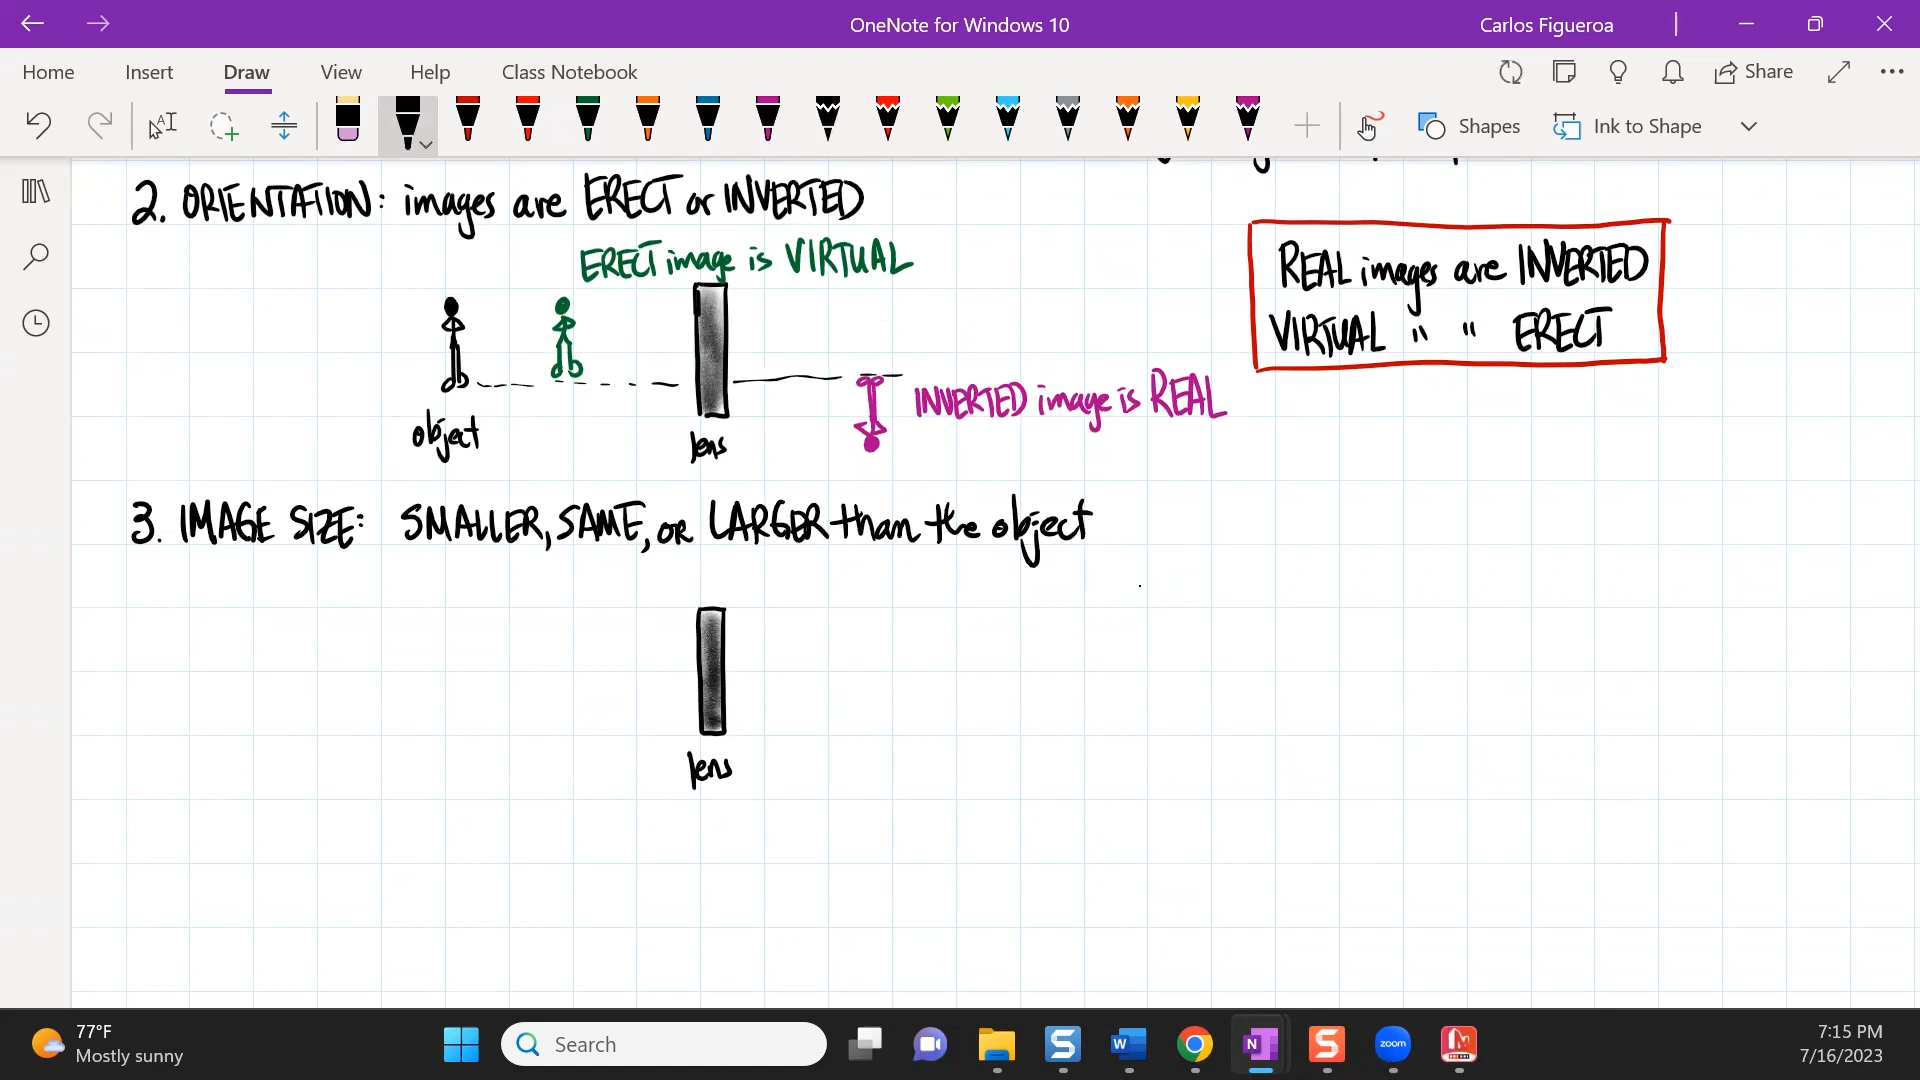 OneNote for Windows 10
Carlos Figueroa
Home Insert Draw View Help Class Notebook
Share
Shapes
Ink to Shape
2. ORIENTATION: images are ERECT or INVERTED
ERECT image is VIRTUAL
REAL images are INVERTED
VIRTUAL " " ERECT
INVERTED image is REAL
object
lens
3. IMAGE SIZE: SMALLER, SAME, or LARGER than the object
lens
77°F
Mostly sunny
Search
zoom
7:15 PM
7/16/2023